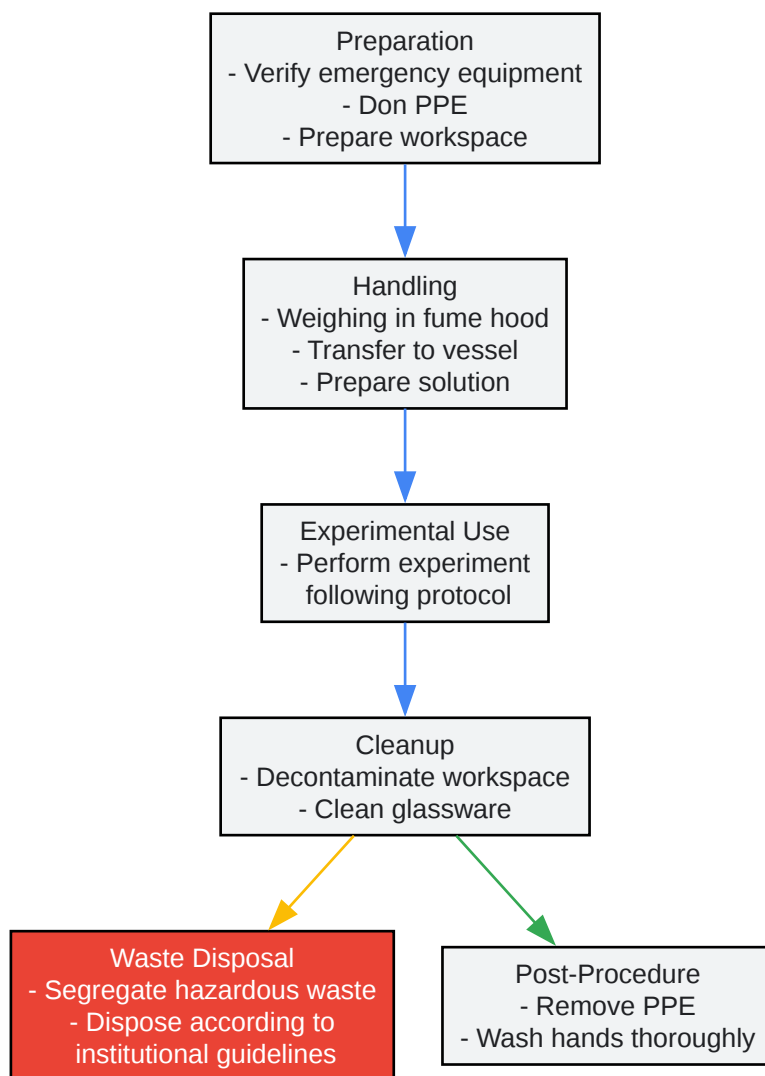 Preparation
- Verify emergency equipment
- Don PPE
- Prepare workspace
Handling
- Weighing in fume hood
- Transfer to vessel
- Prepare solution
Experimental Use
- Perform experiment
following protocol
Cleanup
- Decontaminate workspace
- Clean glassware
Waste Disposal
- Segregate hazardous waste
- Dispose according to
institutional guidelines
Post-Procedure
- Remove PPE
- Wash hands thoroughly